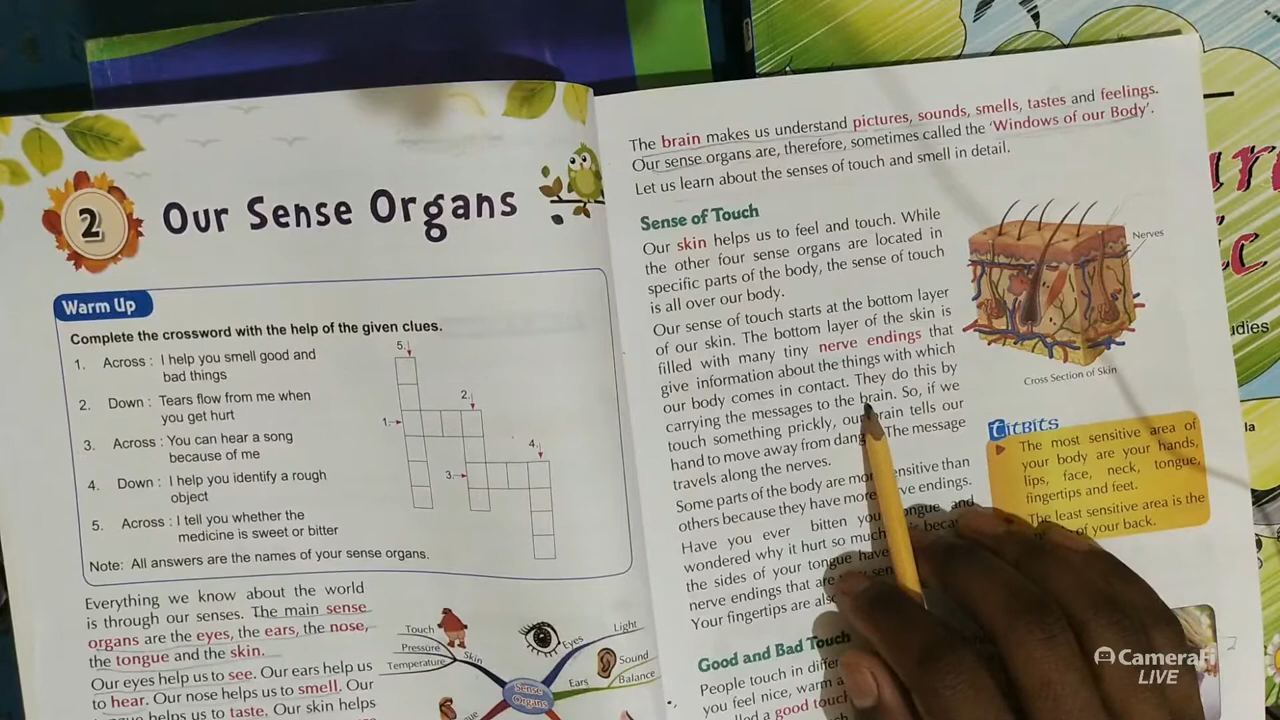 2
Our Sense Organs
Warm Up
Complete the crossword with the help of the given clues.
1. Across : I help you smell good and
bad things
2. Down : Tears flow from me when
you get hurt
3. Across : You can hear a song
because of me
4. Down : I help you identify a rough
object
5. Across : I tell you whether the
medicine is sweet or bitter
Note: All answers are the names of your sense organs.
5.
2.
1.
4.
3.
Everything we know about the world
is through our senses. The main sense
organs are the eyes, the ears, the nose,
the tongue and the skin.
Our eyes help us to see. Our ears help us
to hear. Our nose helps us to smell. Our
helps us to taste. Our skin helps
Touch
Pressure
Temperature
Skin
Eyes
Light
Sound
Ears
Balance
Sense
Organs
The brain makes us understand pictures, sounds, smells, tastes and feelings.
Our sense organs are, therefore, sometimes called the 'Windows of our Body'.
Let us learn about the senses of touch and smell in detail.
Sense of Touch
Our skin helps us to feel and touch. While
the other four sense organs are located in
specific parts of the body, the sense of touch
is all over our body.
Our sense of touch starts at the bottom layer
of our skin. The bottom layer of the skin is
filled with many tiny nerve endings that
give information about the things with which
our body comes in contact. They do this by
carrying the messages to the brain. So, if we
touch something prickly, our brain tells our
hand to move away from The message
travels along the nerves.
Some parts of the body are than
others because they have more endings.
Have you ever bitten and
wondered why it hurt so much
the sides of your tongue have
nerve endings that are
Your fingertips are
Nerves
Cross Section of Skin
TitBits
The most sensitive area of
your body are your hands,
lips, face, neck, tongue,
fingertips and feet.
The least sensitive area is the
of your back.
Good and Bad Touch
People touch in
you feel nice, warm
a good touch
CameraFi
LIVE